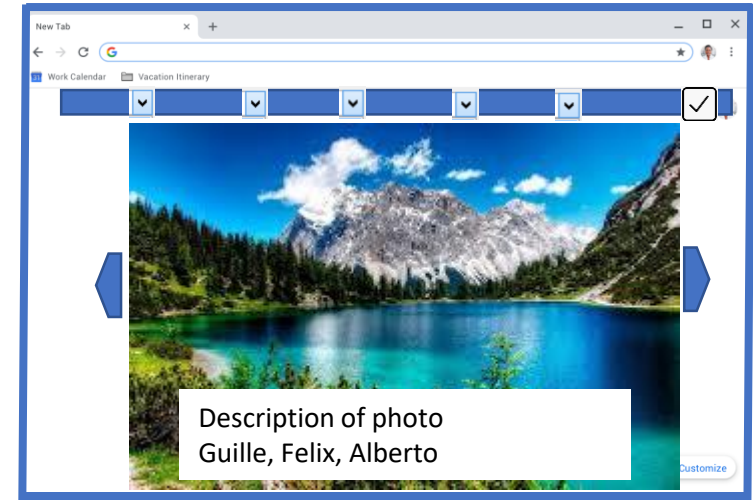 New Tab
Work Calendar
Vacation Itinerary
Description of photo
Guille, Felix, Alberto
Customize